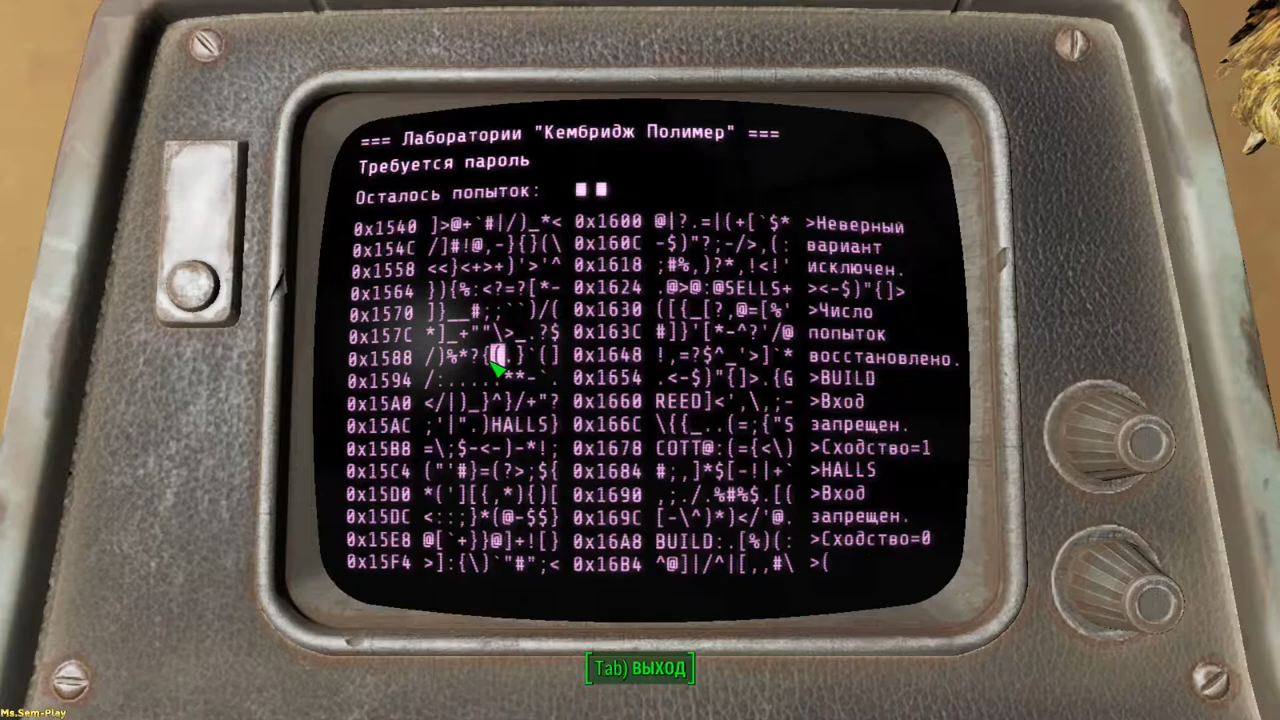 === Лаборатории "Кембридж Полимер" ===
Требуется пароль
Осталось попыток: ■ ■
0x1540 ]>@+`#|/)_*< 0x1600 @|?.=|(+[`$* >Неверный
0x154C /]#!@,-}{}(\ 0x160C -$)"?;-/>,(: вариант
0x1558 <<}<+>+)'>'^ 0x1618 ;#%,)?*,!<!' исключен.
0x1564 }){%:<?=?[*- 0x1624 .@>@:@SELLS+ ><-$)"{]>
0x1570 ]}__#;;``)/( 0x1630 ([{_[?,@=[%' >Число
0x157C *]_+""\>_.?$ 0x163C #]}'[*-^?'/@ попыток
0x1588 /)%*?{(.}`(] 0x1648 !,=?$^_'>]`* восстановлено.
0x1594 /:.....**-`. 0x1654 .<-$)"{]>.{G >BUILD
0x15A0 </|)_}^}/+"? 0x1660 REED]<',\,;- >Вход
0x15AC ;'|".)HALLS} 0x166C \{{_..(=;{"S запрещен.
0x15B8 =\;$-<-)-*!; 0x1678 COTT@:(={<\) >Сходство=1
0x15C4 ("'#}=(?>;${ 0x1684 #;,]*$[-!|+` >HALLS
0x15D0 *('][{,*){)[ 0x1690 ,;./.%#%$.[( >Вход
0x15DC <::;}*(@-$$} 0x169C [-\^)*)</'@. запрещен.
0x15E8 @[`+}}@]+![} 0x16A8 BUILD:.[%)(: >Сходство=0
0x15F4 >]:{\)`"#";< 0x16B4 ^@]|/^|[,,#\ >(
Tab) ВЫХОД
Ms.Sem-Play